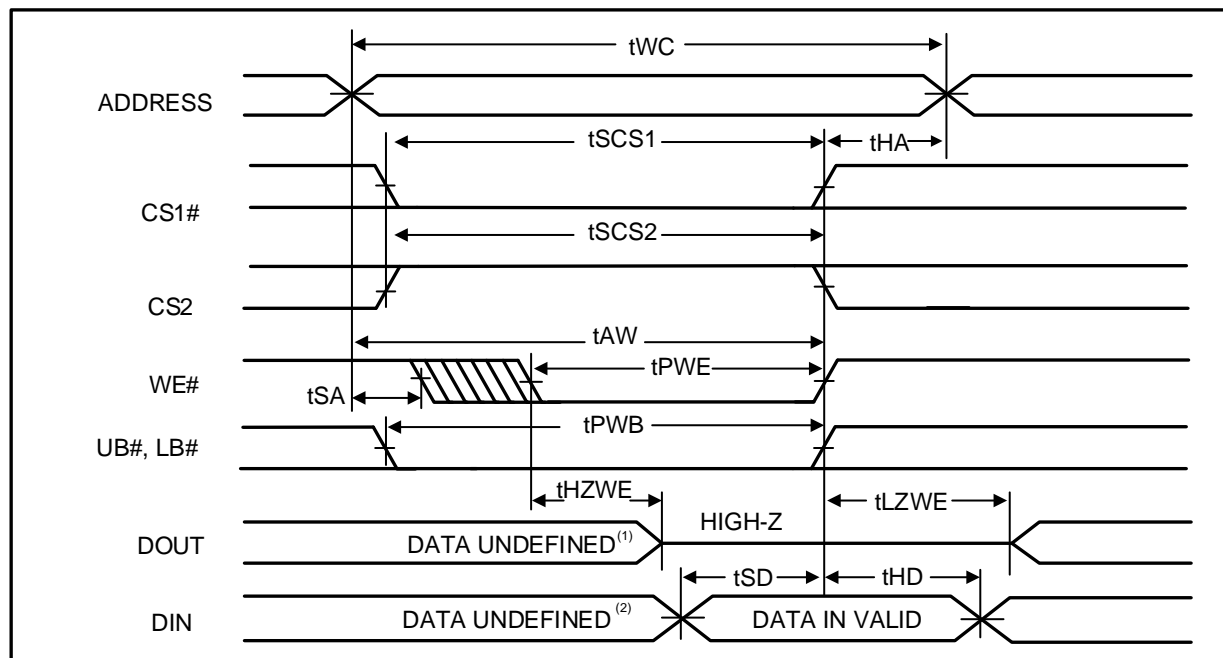 tWC
ADDRESS
tSCS1
tHA
CS1#
tSCS2
CS2
tAW
WE#
tPWE
tSA
tPWB
UB#, LB#
tHZWE
tLZWE
HIGH-Z
DOUT
DATA UNDEFINED(1)
tSD
tHD
DIN
DATA UNDEFINED (2)
DATA IN VALID